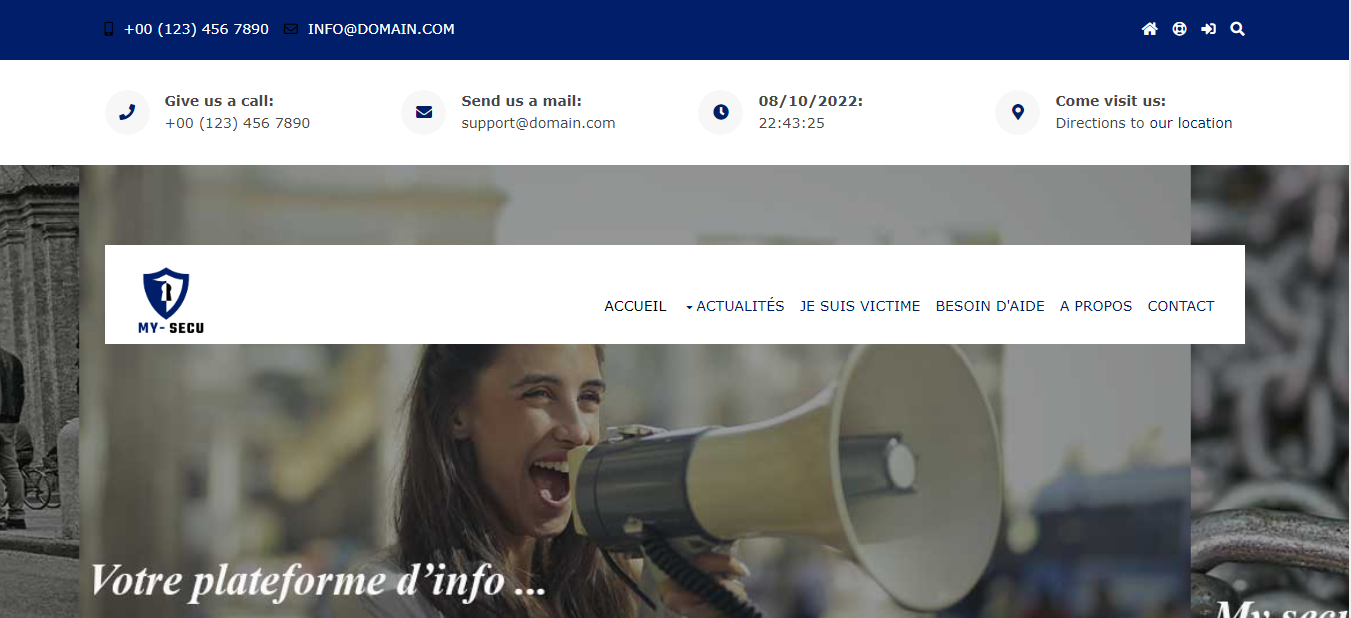 +00 (123) 456 7890 INFO@DOMAIN.COM
Give us a call:
+00 (123) 456 7890
Send us a mail:
support@domain.com
08/10/2022:
22:43:25
Come visit us:
Directions to our location
MY- SECU
ACCUEIL ACTUALITÉS JE SUIS VICTIME BESOIN D'AIDE A PROPOS CONTACT
Votre plateforme d’info ...
My secu